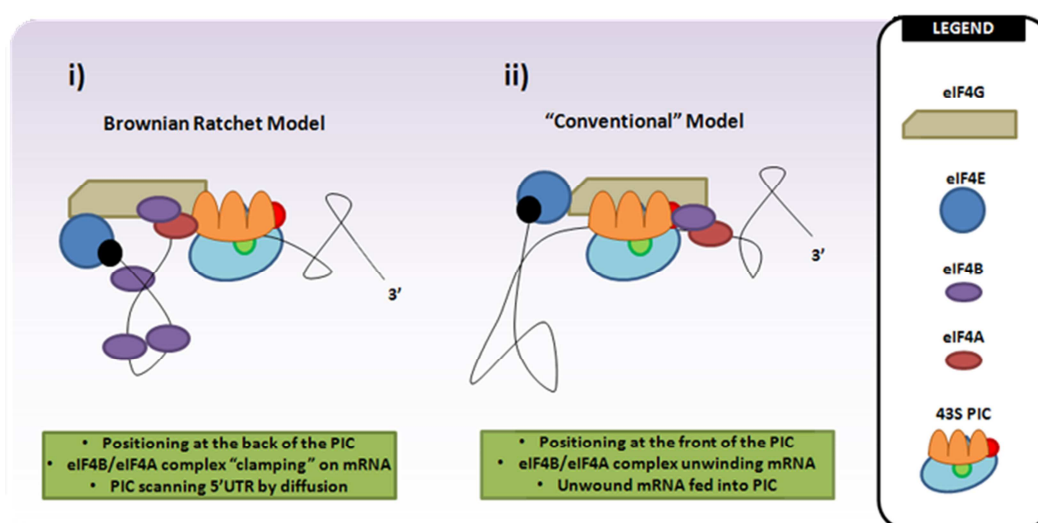 i)
Brownian Ratchet Model
3'
• Positioning at the back of the PIC
• eIF4B/eIF4A complex "clamping" on mRNA
• PIC scanning 5'UTR by diffusion
ii)
"Conventional" Model
3'
• Positioning at the front of the PIC
• eIF4B/eIF4A complex unwinding mRNA
• Unwound mRNA fed into PIC
LEGEND
eIF4G
eIF4E
eIF4B
eIF4A
43S PIC